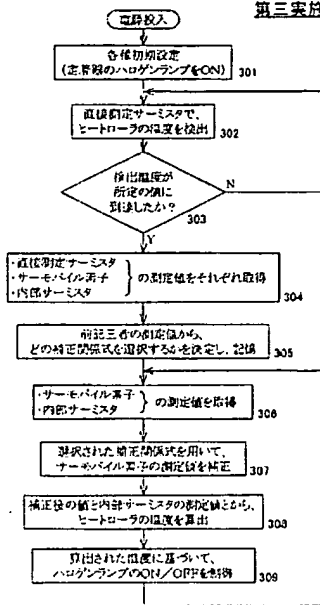 第三実施
電源投入
各種初期設定
(定着器のハロゲンランプをON)
301
直接測定サーミスタで、
ヒートローラの温度を検出
302
検出温度が
所定の値に
到達したか?
N
303
Y
・直接測定サーミスタ
・サーモパイル素子
・内部サーミスタ
の測定値をそれぞれ取得
304
前記三者の測定値から、
どの補正関係式を選択するかを決定し、記憶
305
・サーモパイル素子
・内部サーミスタ
の測定値を取得
306
選択された補正関係式を用いて、
サーモパイル素子の測定値を補正
307
補正後の値と内部サーミスタの測定値とから、
ヒートローラの温度を算出
308
算出された温度に基づいて、
ハロゲンランプのON/OFFを制御
309